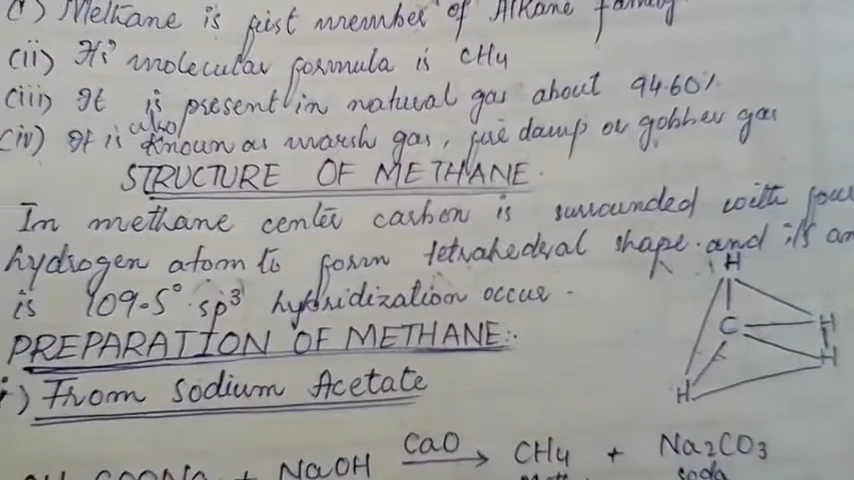 (i) Methane is first member of Alkane family
(ii) It's molecular formula is CH4
(iii) It is present in natural gas about 94.60%
(iv) It is also known as marsh gas, fire damp or gobber gas
STRUCTURE OF METHANE.
In methane center carbon is surrounded with four
hydrogen atom to form tetrahedral shape. and it's an
is 109.5° sp3 hybridization occur.
H
C
H
H
H
PREPARATION OF METHANE:.
i) From Sodium Acetate
COONa + NaOH CaO → CH4 + Na2CO3
soda